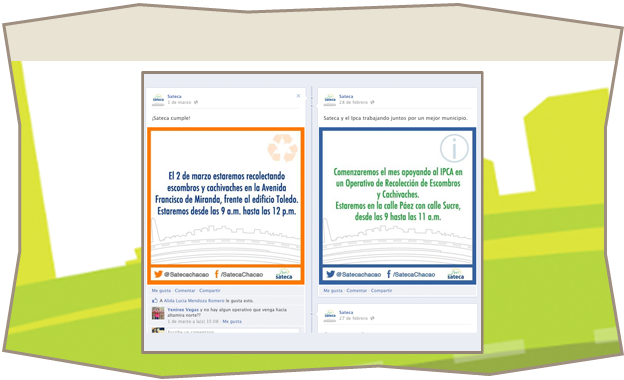 Sateca
1 de marzo
¡Sateca cumple!
El 2 de marzo estaremos recolectando
escombros y cachivaches en la Avenida
Francisco de Miranda, frente al edificio Toledo.
Estaremos desde las 9 a.m. hasta las 12 p.m.
@Satecachacao /SatecaChacao
sateca
Me gusta · Comentar · Compartir
A Alida Lucia Mendoza Romero le gusta esto.
Yeniree Vegas y no hay algun operativo que venga hacia
altamira norte??
1 de marzo a la(s) 10:08 · Me gusta
Sateca
24 de febrero
Sateca y el Ipca trabajando juntos por un mejor municipio.
Comenzaremos el mes apoyando al IPCA en
un Operativo de Recolección de Escombros
y Cachivaches.
Estaremos en la calle Páez con calle Sucre,
desde las 9 hasta las 11 a.m.
@Satecachacao /SatecaChacao
sateca
Me gusta · Comentar · Compartir
Sateca
27 de febrero